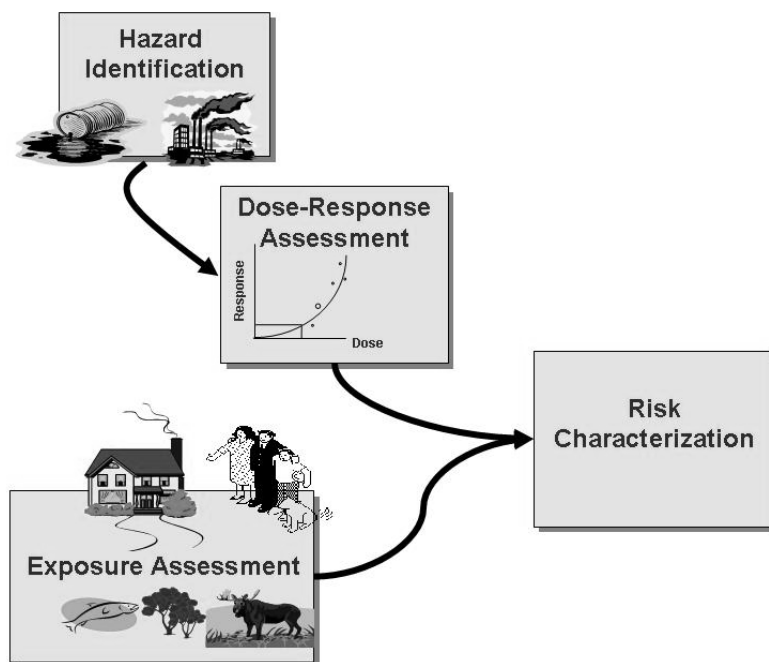 Hazard
Identification
Dose-Response
Assessment
Response
Dose
Risk
Characterization
Exposure Assessment